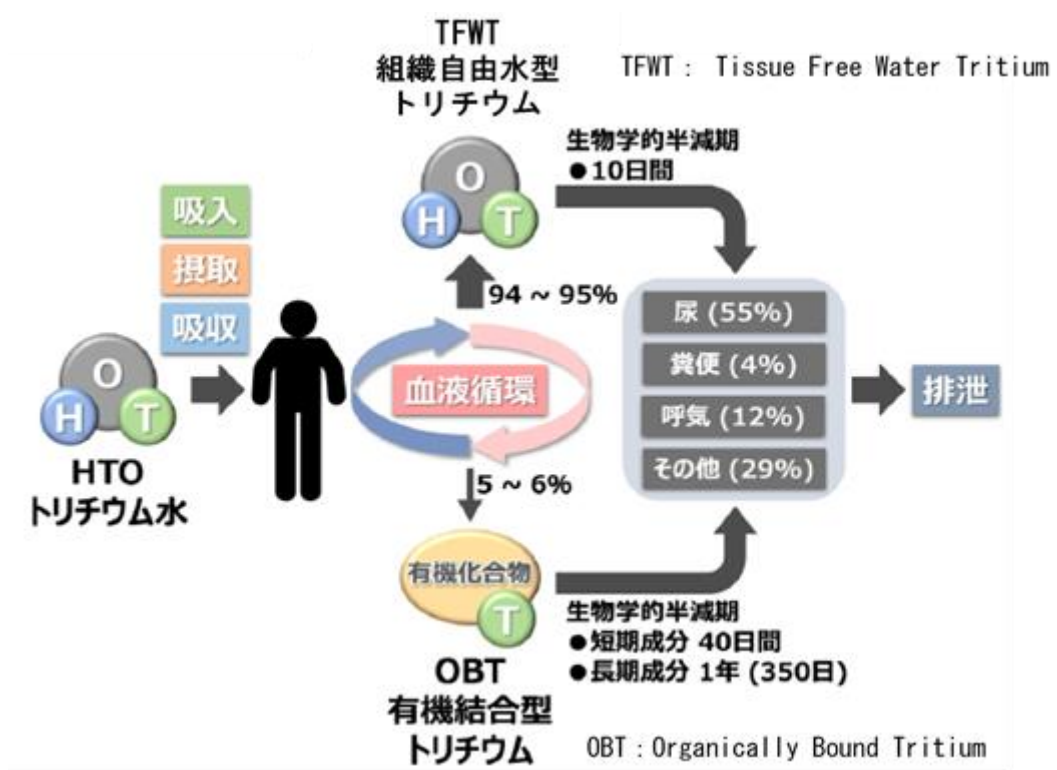 TFWT
組織自由水型
トリチウム
TFWT : Tissue Free Water Tritium
生物学的半減期
●10日間
O
H
T
吸入
摂取
吸収
94 ~ 95%
尿 (55%)
糞便 (4%)
呼気 (12%)
その他 (29%)
排泄
血液循環
O
H
T
HTO
トリチウム水
5 ~ 6%
有機化合物
T
生物学的半減期
●短期成分 40日間
●長期成分 1年 (350日)
OBT
有機結合型
トリチウム
OBT : Organically Bound Tritium